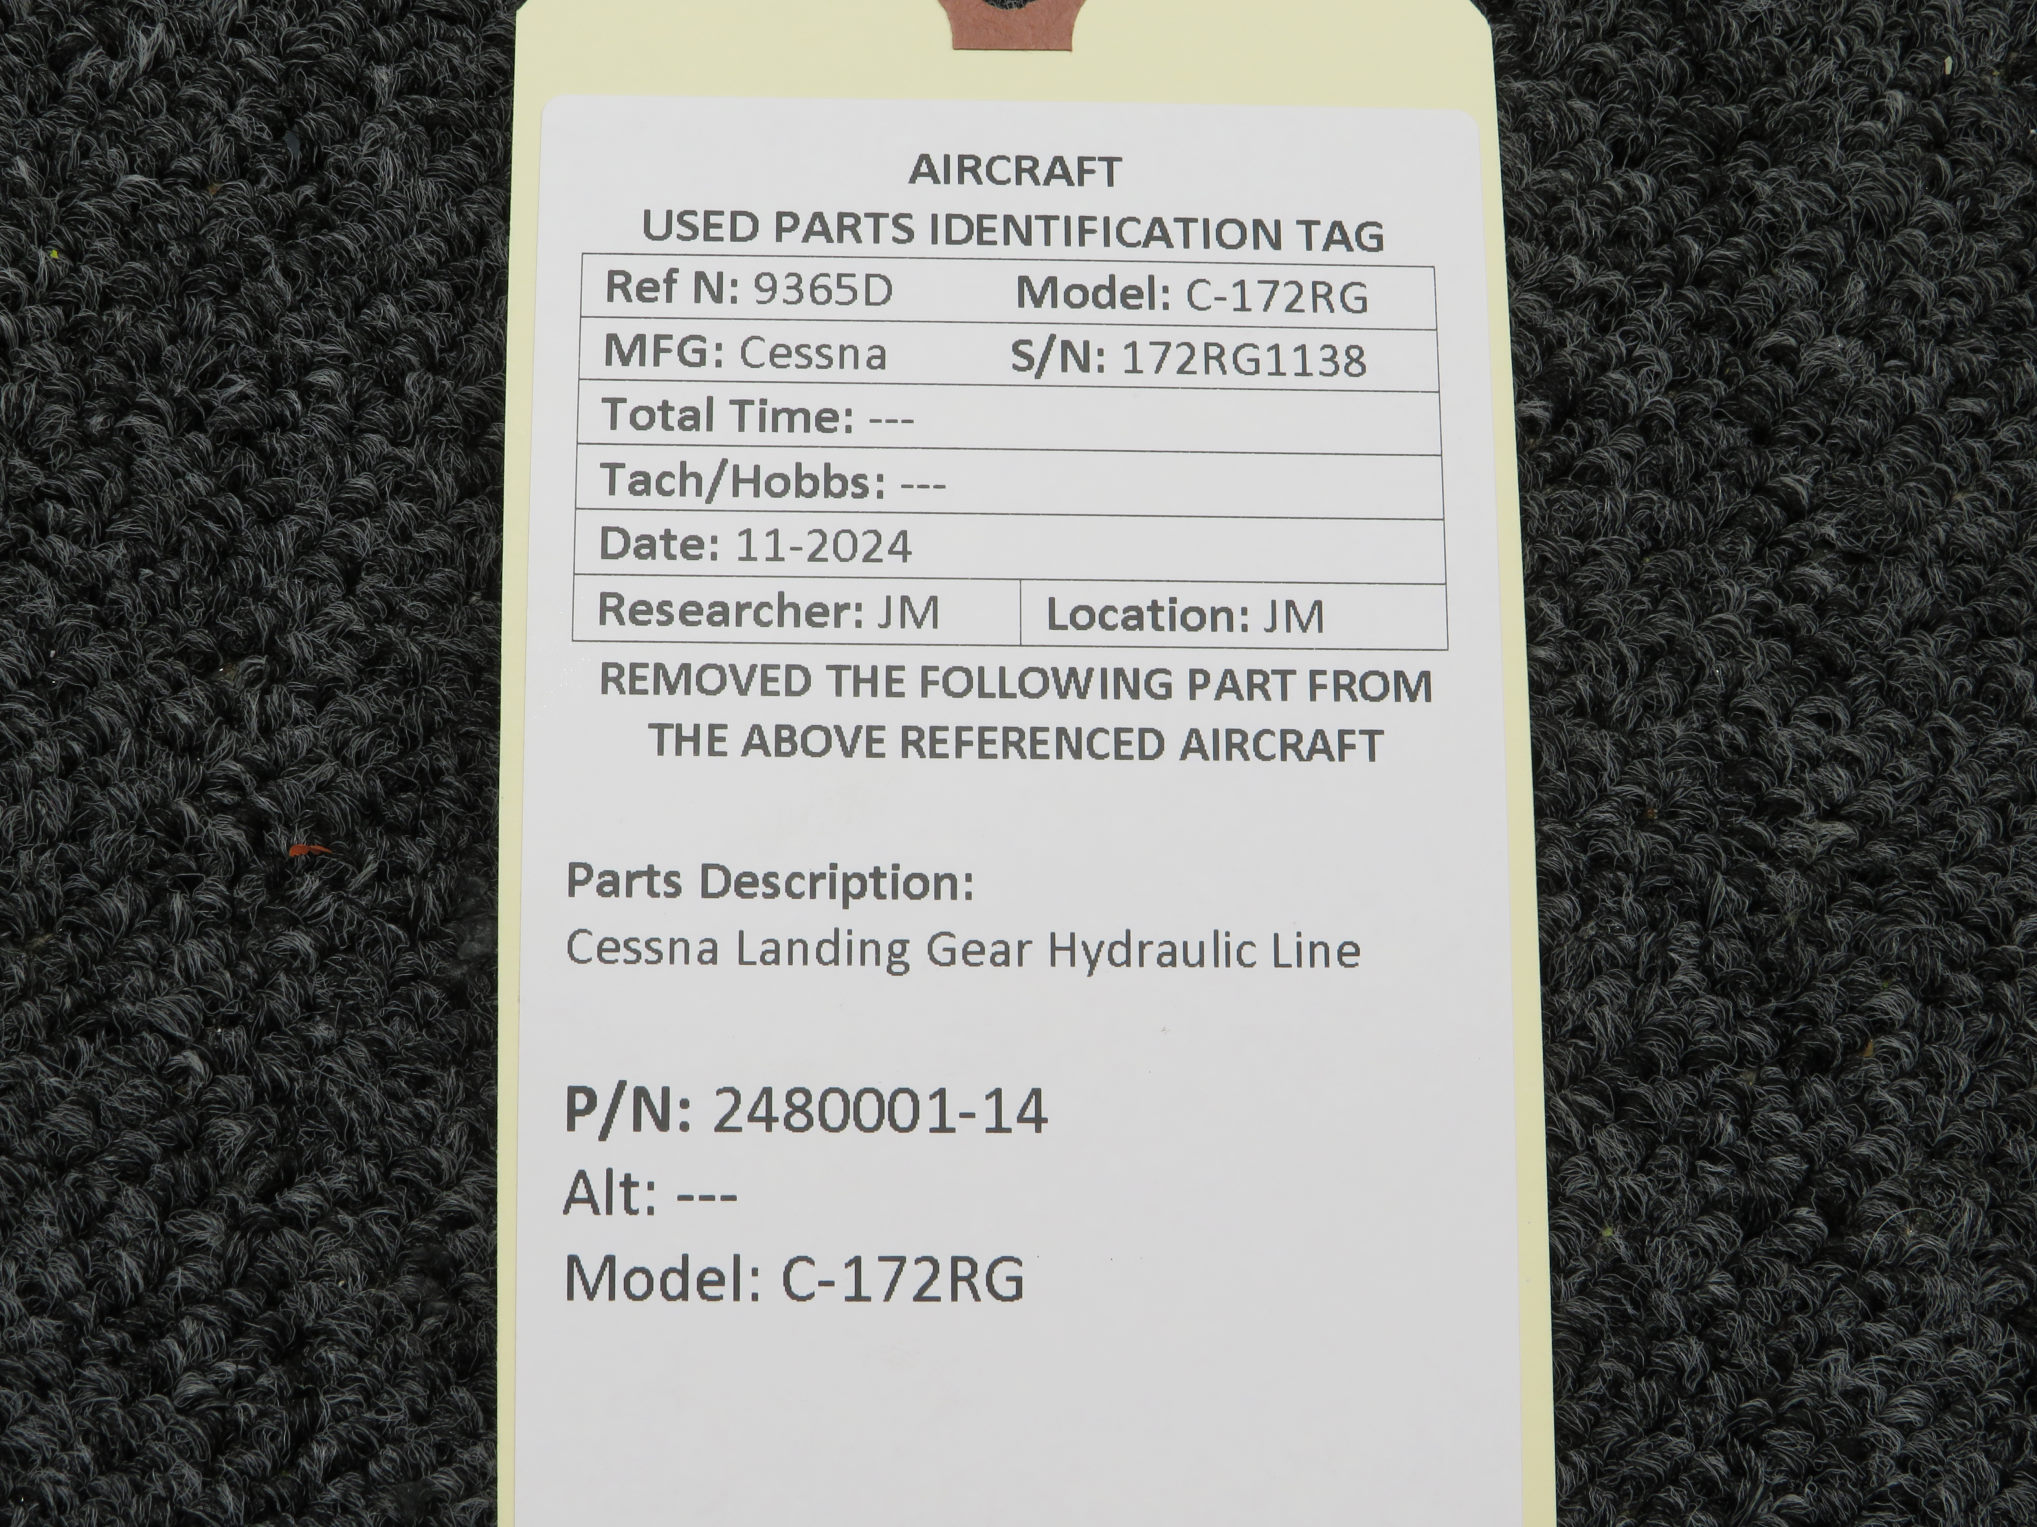 AIRCRAFT
USED PARTS IDENTIFICATION TAG
Ref N: 9365D Model: C-172RG
MFG: Cessna S/N: 172RG1138
Total Time: ---
Tach/Hobbs: ---
Date: 11-2024
Researcher: JM Location: JM
REMOVED THE FOLLOWING PART FROM
THE ABOVE REFERENCED AIRCRAFT
Parts Description:
Cessna Landing Gear Hydraulic Line
P/N: 2480001-14
Alt: ---
Model: C-172RG